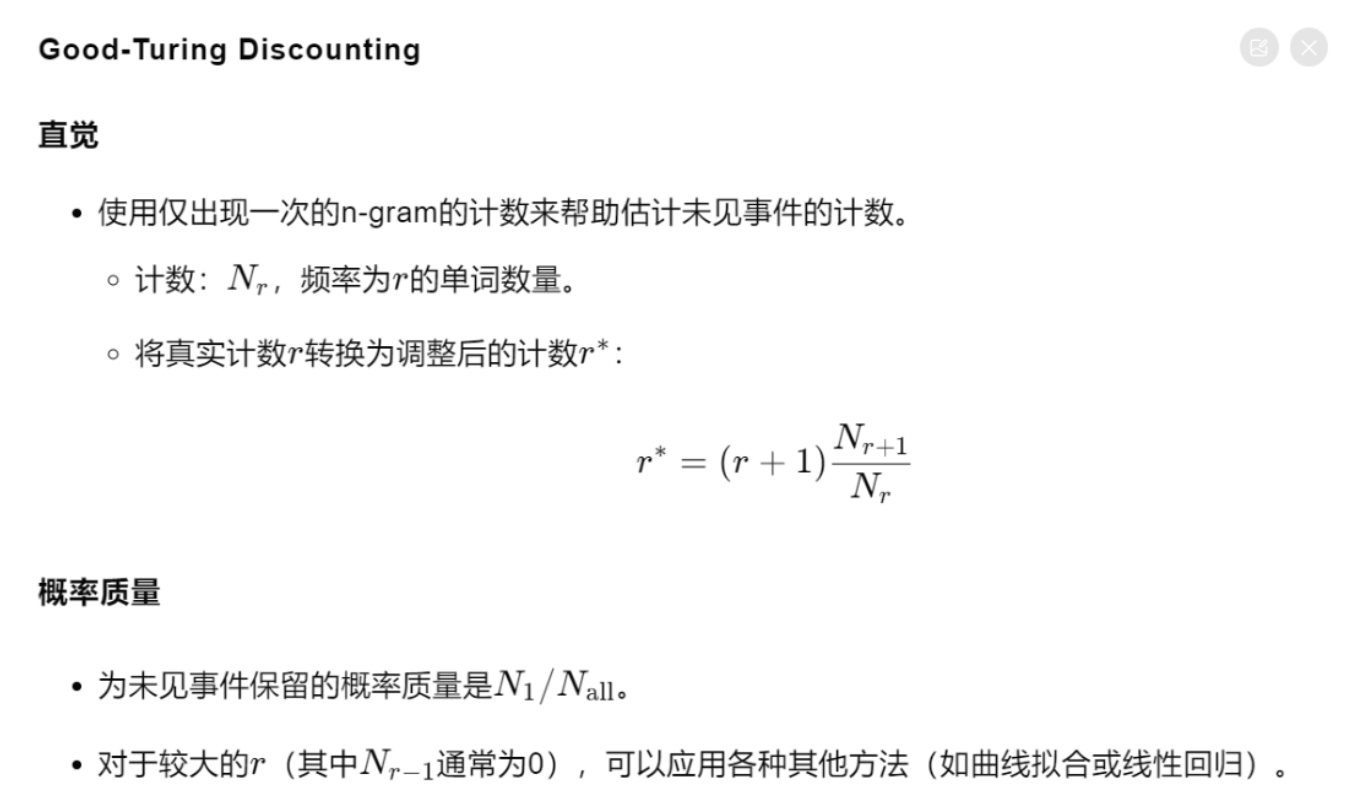 Good-Turing Discounting
直觉
• 使用仅出现一次的n-gram的计数来帮助估计未见事件的计数。
◦ 计数：$N_r$，频率为$r$的单词数量。
◦ 将真实计数$r$转换为调整后的计数$r^*$：
$r^* = (r + 1)\frac{N_{r+1}}{N_r}$
概率质量
• 为未见事件保留的概率质量是$N_1/N_{\text{all}}$。
• 对于较大的$r$（其中$N_{r-1}$通常为0），可以应用各种其他方法（如曲线拟合或线性回归）。